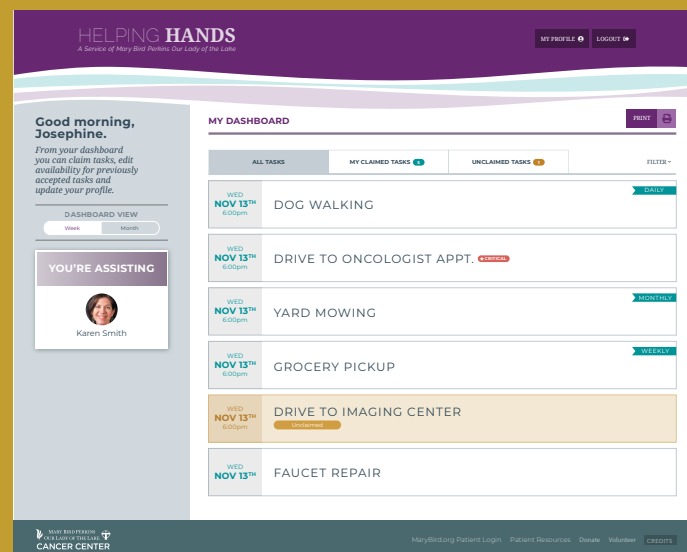 HELPING HANDS
A Service of Mary Bird Perkins Our Lady of the Lake
MY PROFILE
LOGOUT
Good morning,
Josephine.
From your dashboard
you can claim tasks, edit
availability for previously
accepted tasks and
update your profile.
DASHBOARD VIEW
Week
Month
YOU'RE ASSISTING
Karen Smith
MY DASHBOARD
PRINT
ALL TASKS
MY CLAIMED TASKS
UNCLAIMED TASKS
FILTER
WED
NOV 13TH
6:00pm
DOG WALKING
DAILY
WED
NOV 13TH
6:00pm
DRIVE TO ONCOLOGIST APPT.
CRITICAL
WED
NOV 13TH
6:00pm
YARD MOWING
MONTHLY
WED
NOV 13TH
6:00pm
GROCERY PICKUP
WEEKLY
WED
NOV 13TH
6:00pm
DRIVE TO IMAGING CENTER
Unclaimed
WED
NOV 13TH
FAUCET REPAIR
MARY BIRD PERKINS
OUR LADY OF THE LAKE
CANCER CENTER
MaryBird.org Patient Login
Patient Resources
Donate
Volunteer
CREDITS